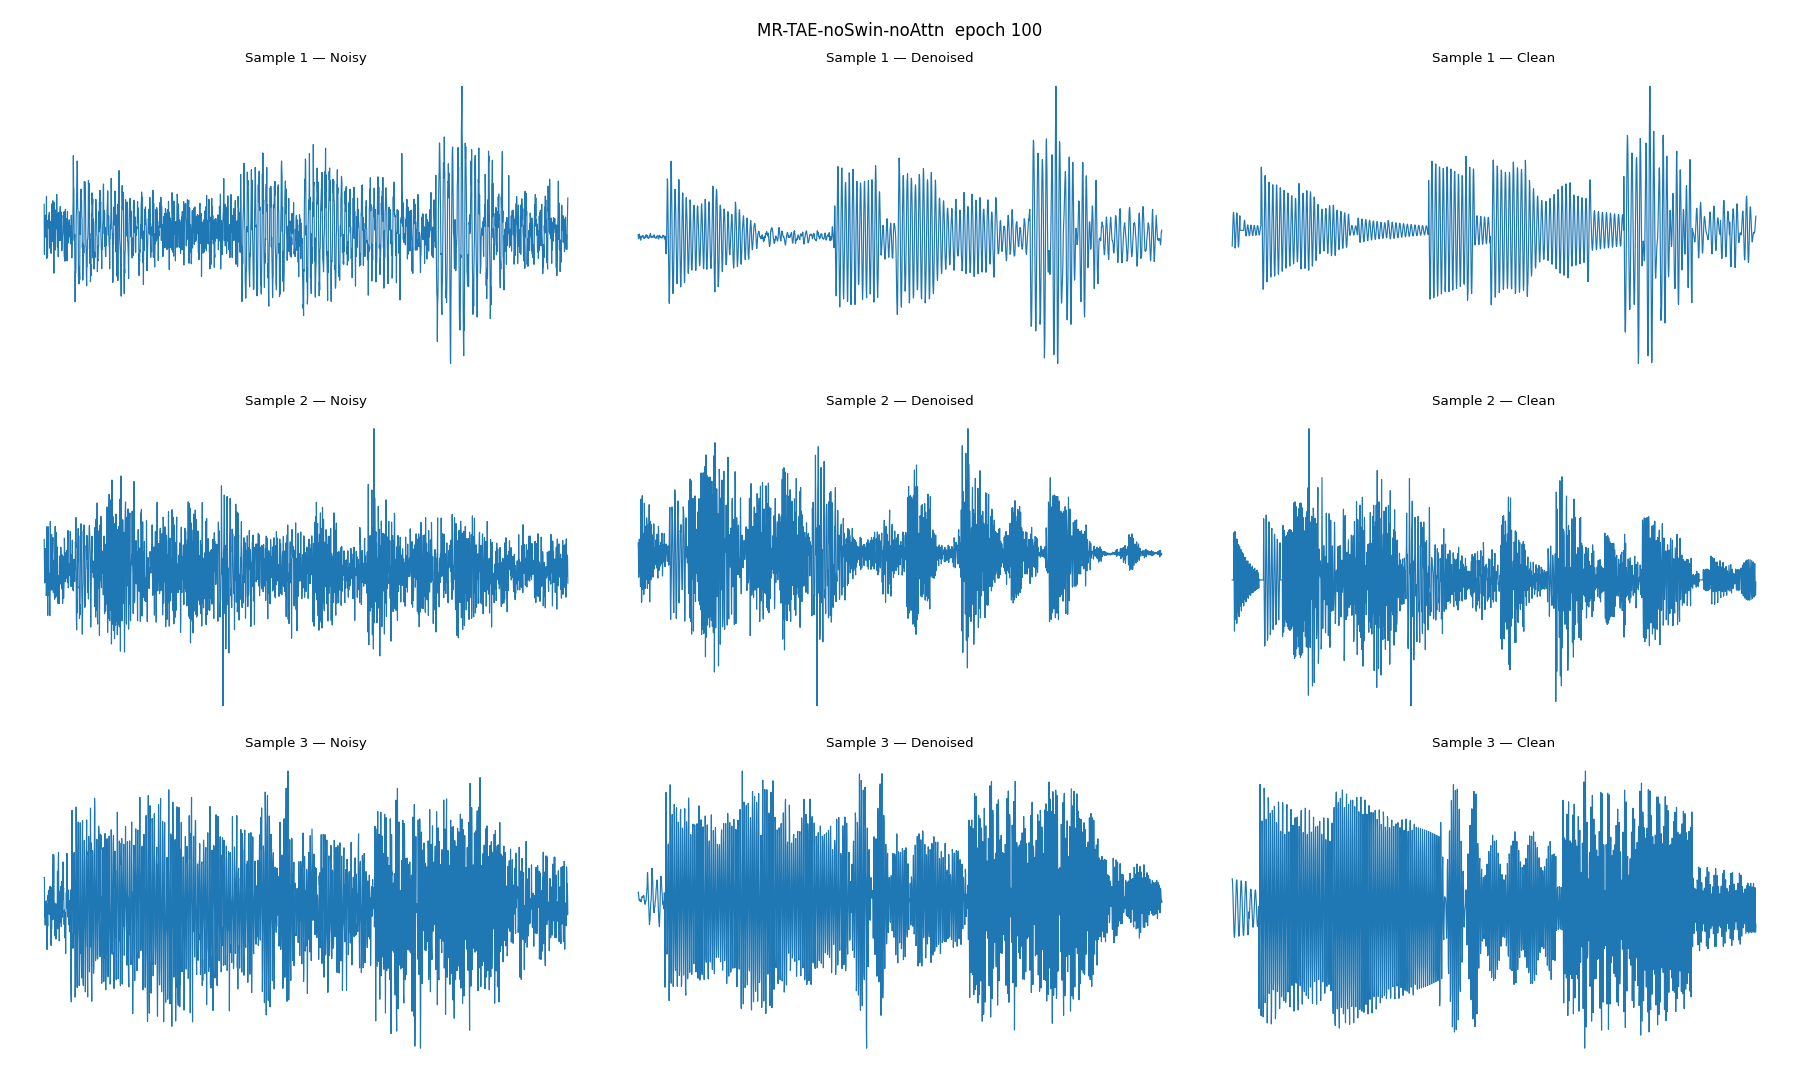 MR-TAE-noSwin-noAttn  epoch 100
Sample 1 — Noisy
Sample 1 — Denoised
Sample 1 — Clean
Sample 2 — Noisy
Sample 2 — Denoised
Sample 2 — Clean
Sample 3 — Noisy
Sample 3 — Denoised
Sample 3 — Clean